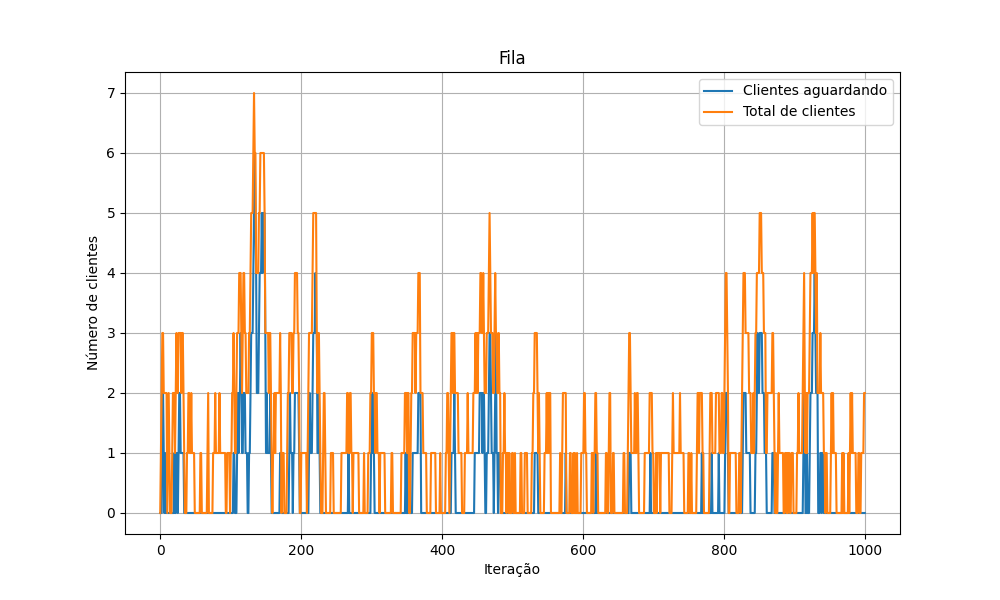 Fila
Clientes aguardando
Total de clientes
Número de clientes
7
6
5
4
3
2
1
0
0 200 400 600 800 1000
Iteração